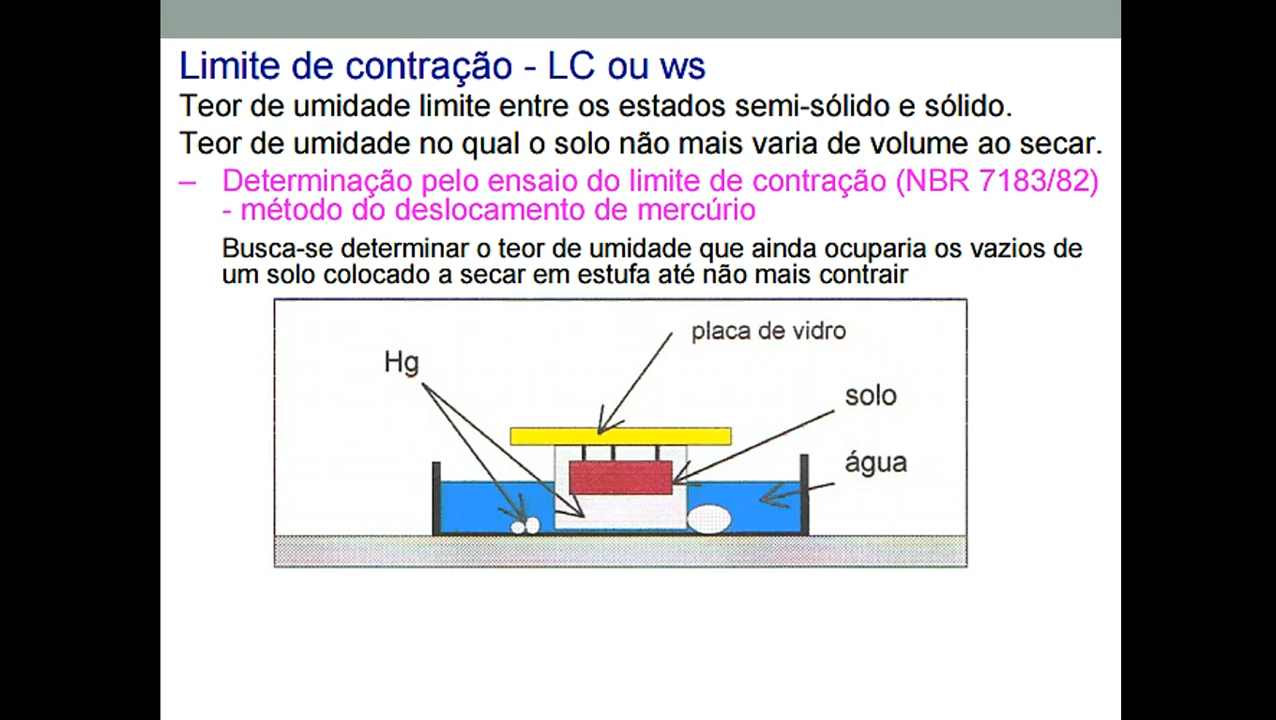 Limite de contração - LC ou ws
Teor de umidade limite entre os estados semi-sólido e sólido.
Teor de umidade no qual o solo não mais varia de volume ao secar.
– Determinação pelo ensaio do limite de contração (NBR 7183/82)
- método do deslocamento de mercúrio
Busca-se determinar o teor de umidade que ainda ocuparia os vazios de
um solo colocado a secar em estufa até não mais contrair
placa de vidro
Hg
solo
água